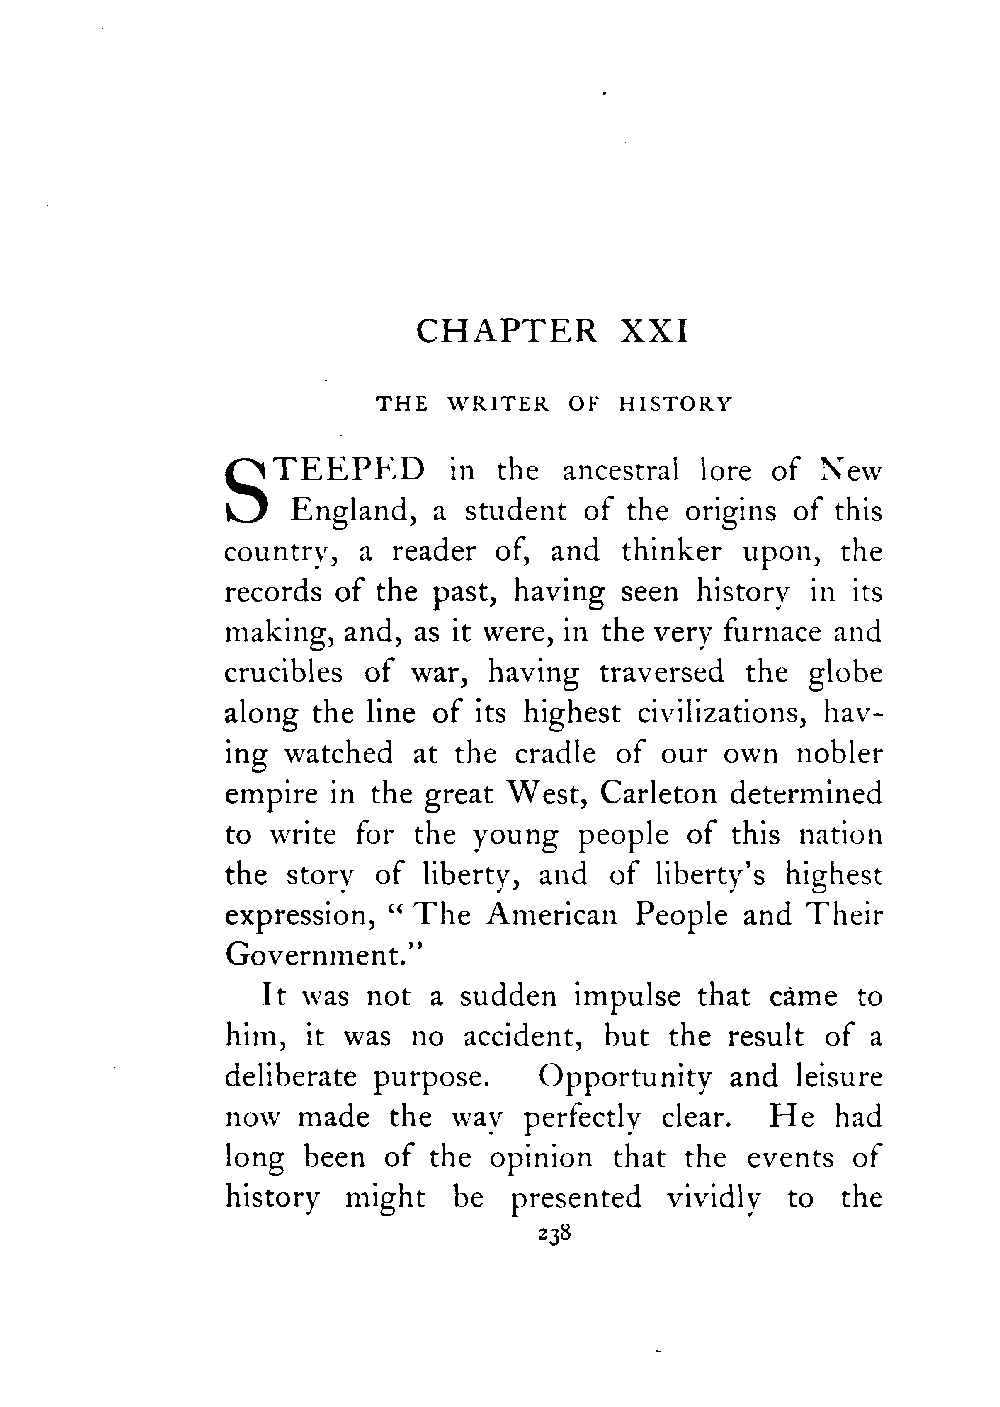 CHAPTER XXI
THE WRITER OF HISTORY
STEEPED in the ancestral lore of New
England, a student of the origins of this
country, a reader of, and thinker upon, the
records of the past, having seen history in its
making, and, as it were, in the very furnace and
crucibles of war, having traversed the globe
along the line of its highest civilizations, hav-
ing watched at the cradle of our own nobler
empire in the great West, Carleton determined
to write for the young people of this nation
the story of liberty, and of liberty's highest
expression, “ The American People and Their
Government.”
It was not a sudden impulse that came to
him, it was no accident, but the result of a
deliberate purpose. Opportunity and leisure
now made the way perfectly clear. He had
long been of the opinion that the events of
history might be presented vividly to the
238